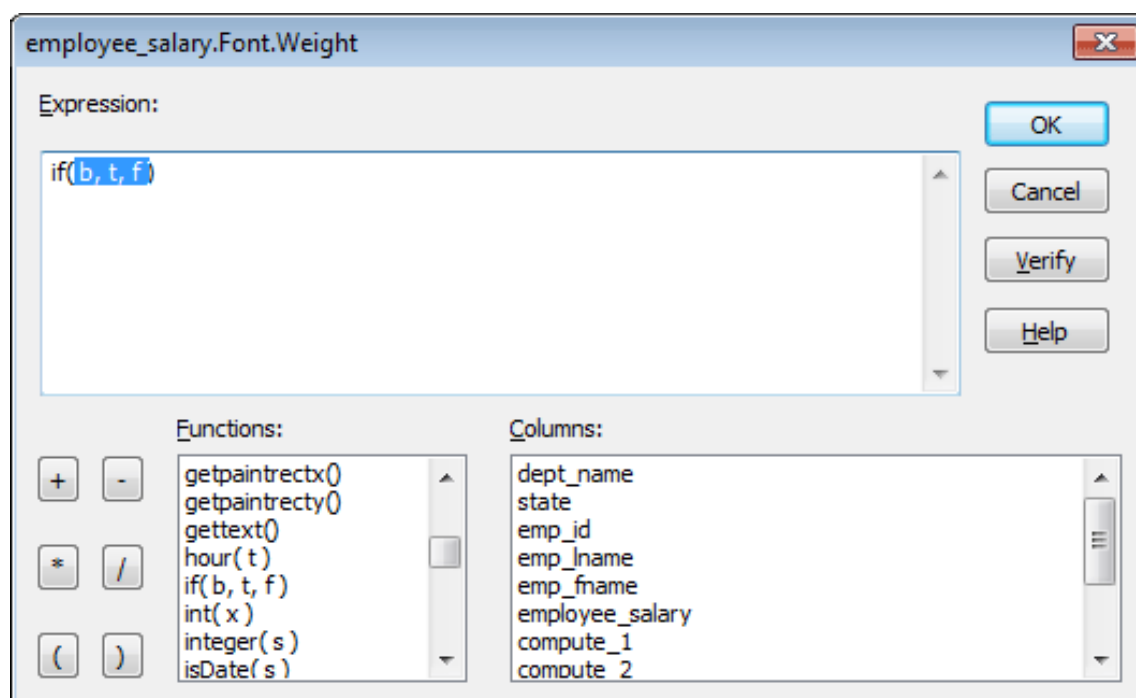 employee_salary.Font.Weight
Expression:
OK
if( b, t, f )
Cancel
Verify
Help
Functions:
Columns:
+ -
* /
( )
getpaintrectx()
getpaintrecty()
gettext()
hour( t )
if( b, t, f )
int( x )
integer( s )
isDate( s )
dept_name
state
emp_id
emp_lname
emp_fname
employee_salary
compute_1
compute_2